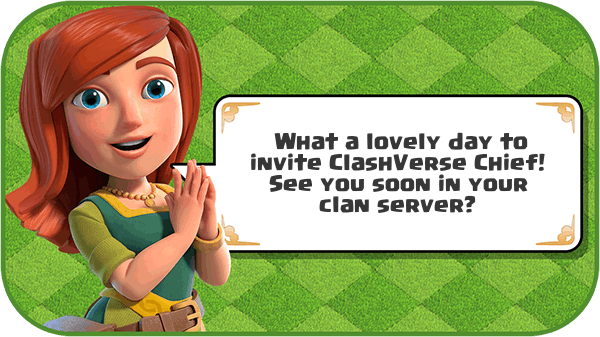 What a lovely day to
invite ClashVerse Chief!
See you soon in your
clan server?